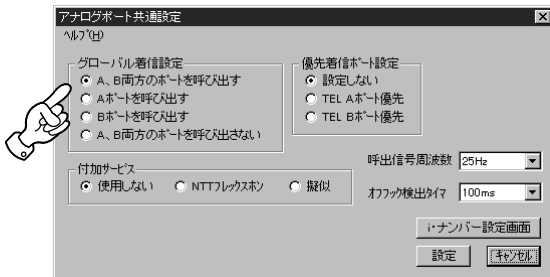 アナログポート共通設定
ヘルプ(H)
グローバル着信設定
A、B両方のポートを呼び出す
Aポートを呼び出す
Bポートを呼び出す
A、B両方のポートを呼び出さない
優先着信ポート設定
設定しない
TEL Aポート優先
TEL Bポート優先
付加サービス
使用しない
NTTフレックスホン
擬似
呼出信号周波数 25Hz
オフフック検出タイマ 100ms
i・ナンバー設定画面
設定 キャンセル